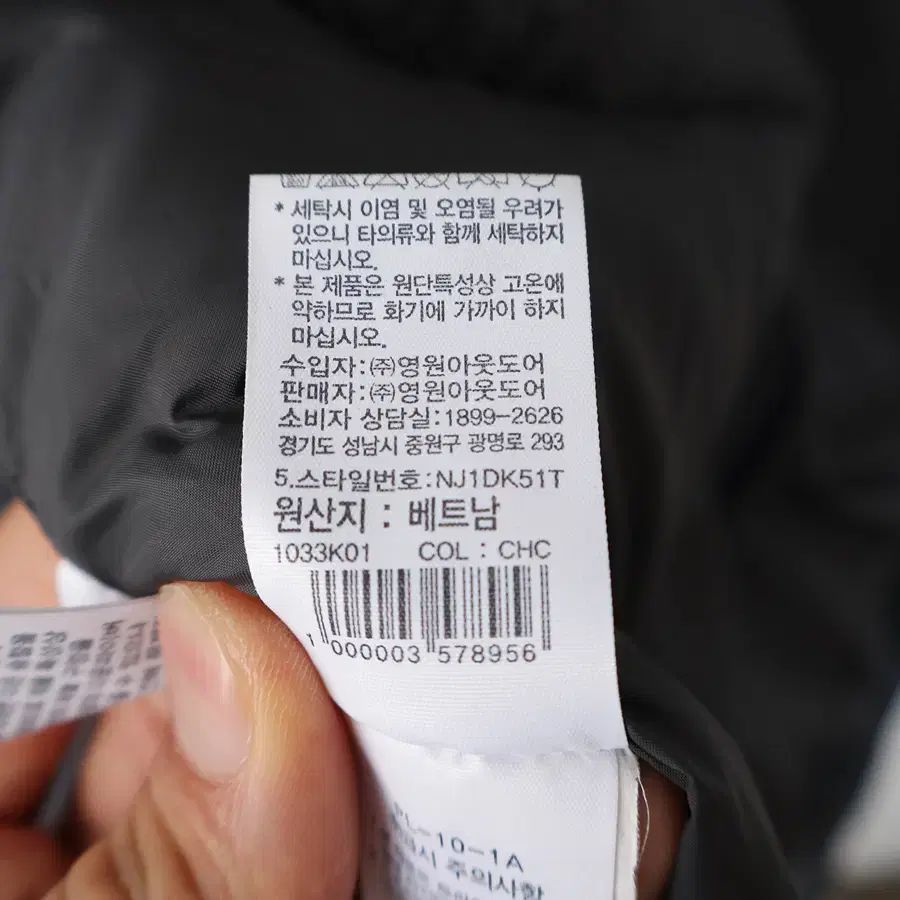 * 세탁시 이염 및 오염될 우려가
있으니 타의류와 함께 세탁하지
마십시오.
* 본 제품은 원단특성상 고온에
약하므로 화기에 가까이 하지
마십시오.
수입자:㈜영원아웃도어
판매자:㈜영원아웃도어
소비자 상담실:1899-2626
경기도 성남시 중원구 광명로 293
5.스타일번호:NJ1DK51T
원산지 : 베트남
1033K01 COL : CHC
1 000003 578956
-10-1A
주의사항